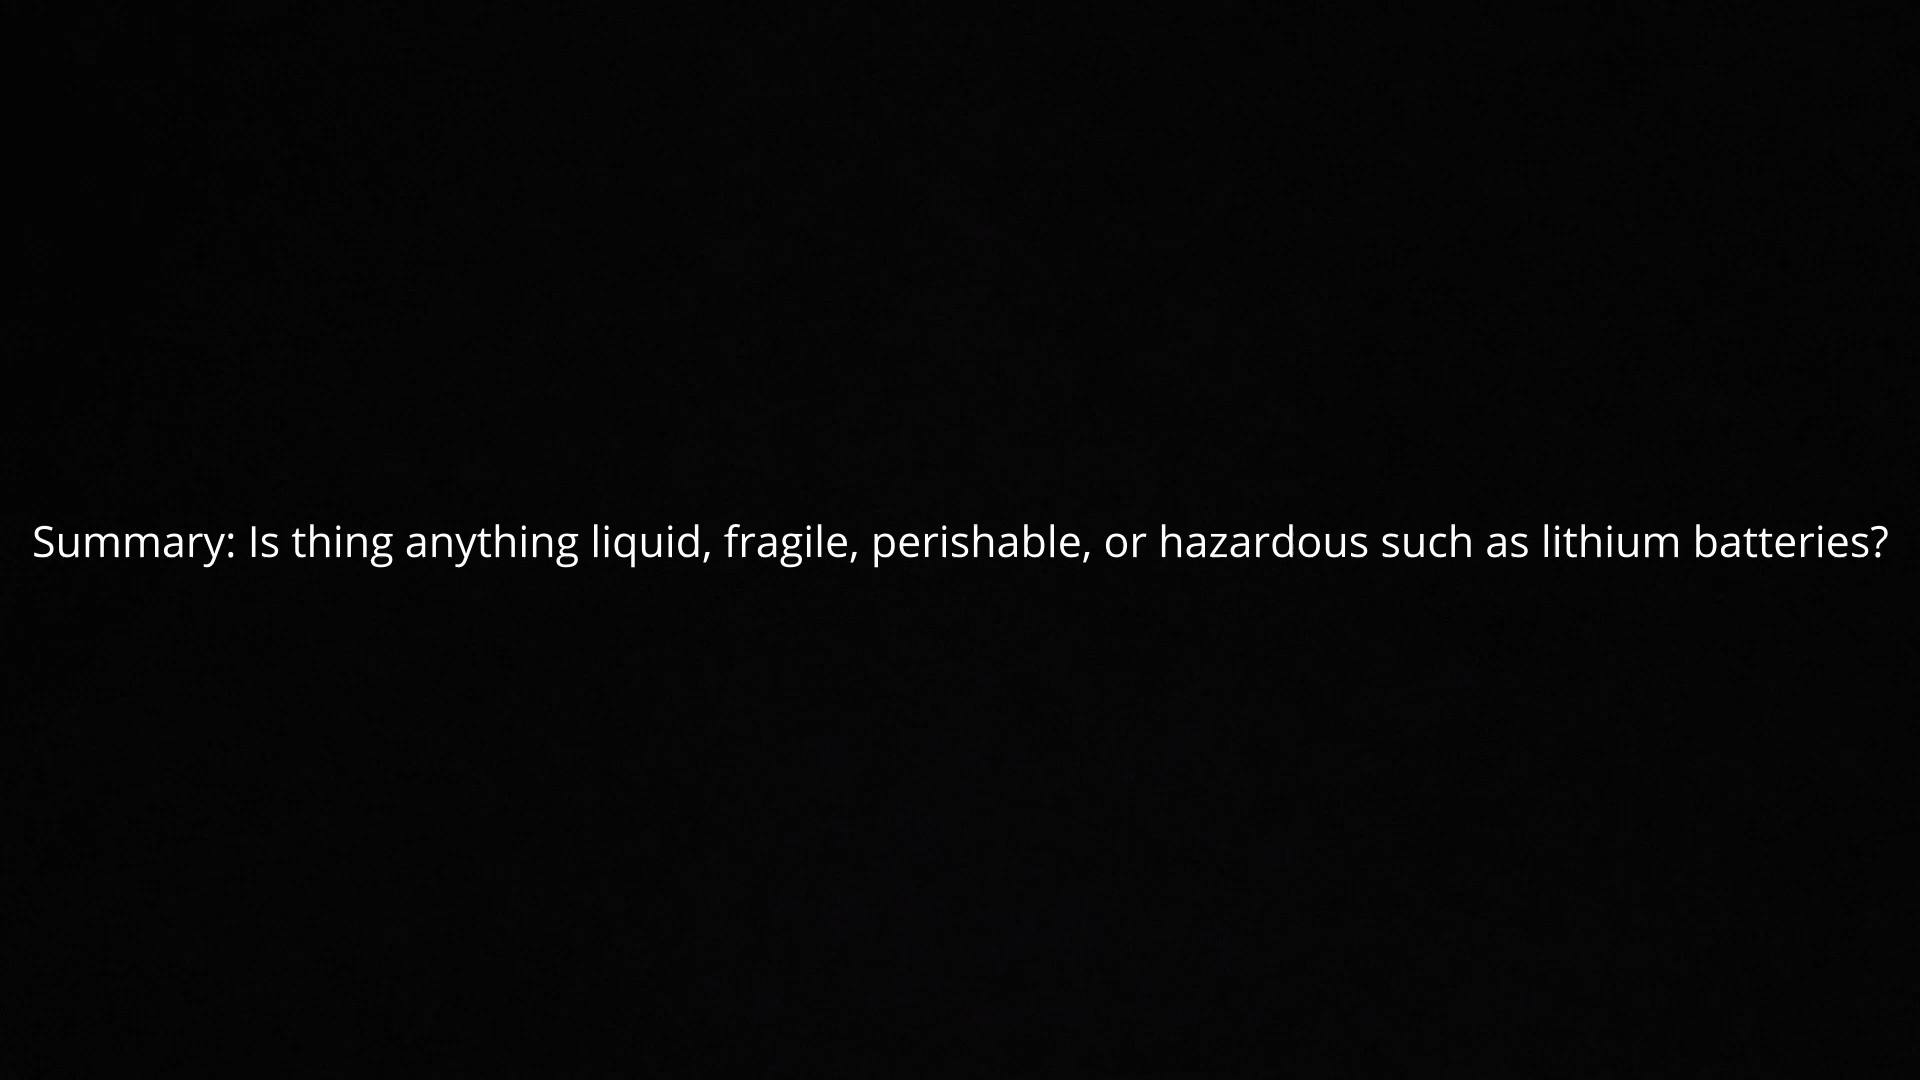 Summary: Is thing anything liquid, fragile, perishable, or hazardous such as lithium batteries?